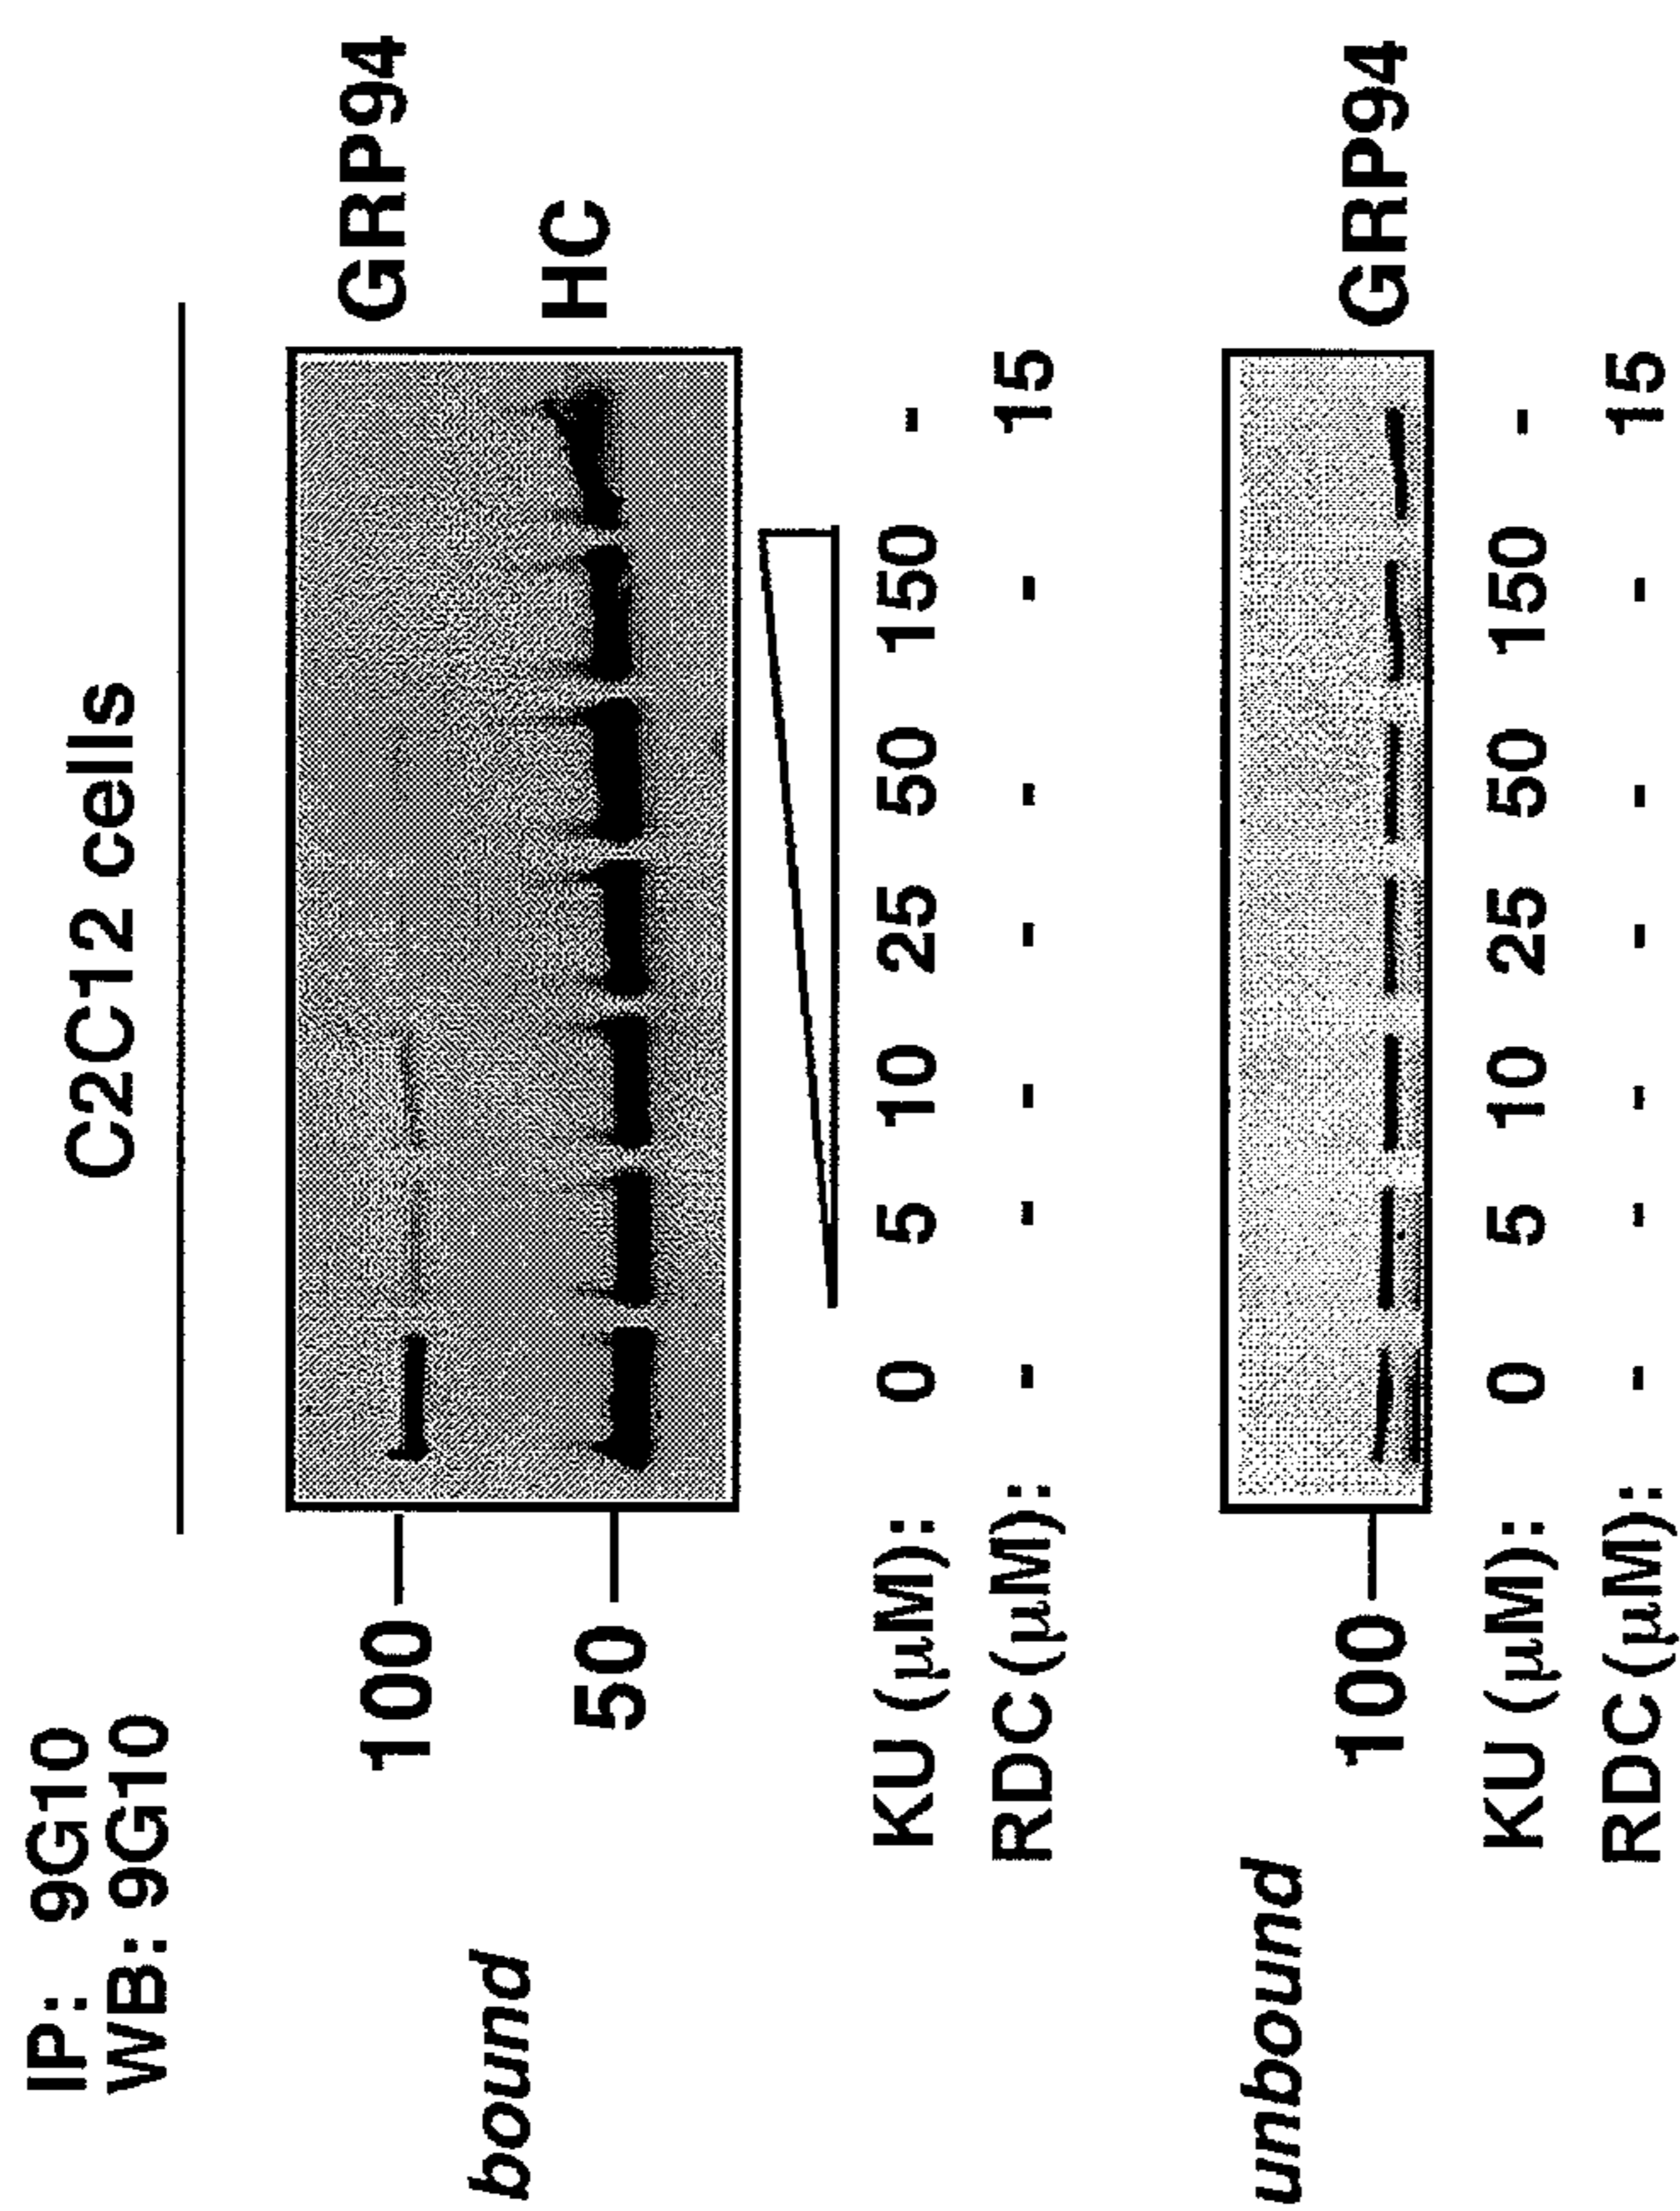 IP: 9G10
WB: 9G10
C2C12 cells
bound
100
GRP94
50
HC
KU (μM): 0 5 10 25 50 150 -
RDC (μM): - - - - - - 15
unbound
100
GRP94
KU (μM): 0 5 10 25 50 150 -
RDC (μM): - - - - - - 15